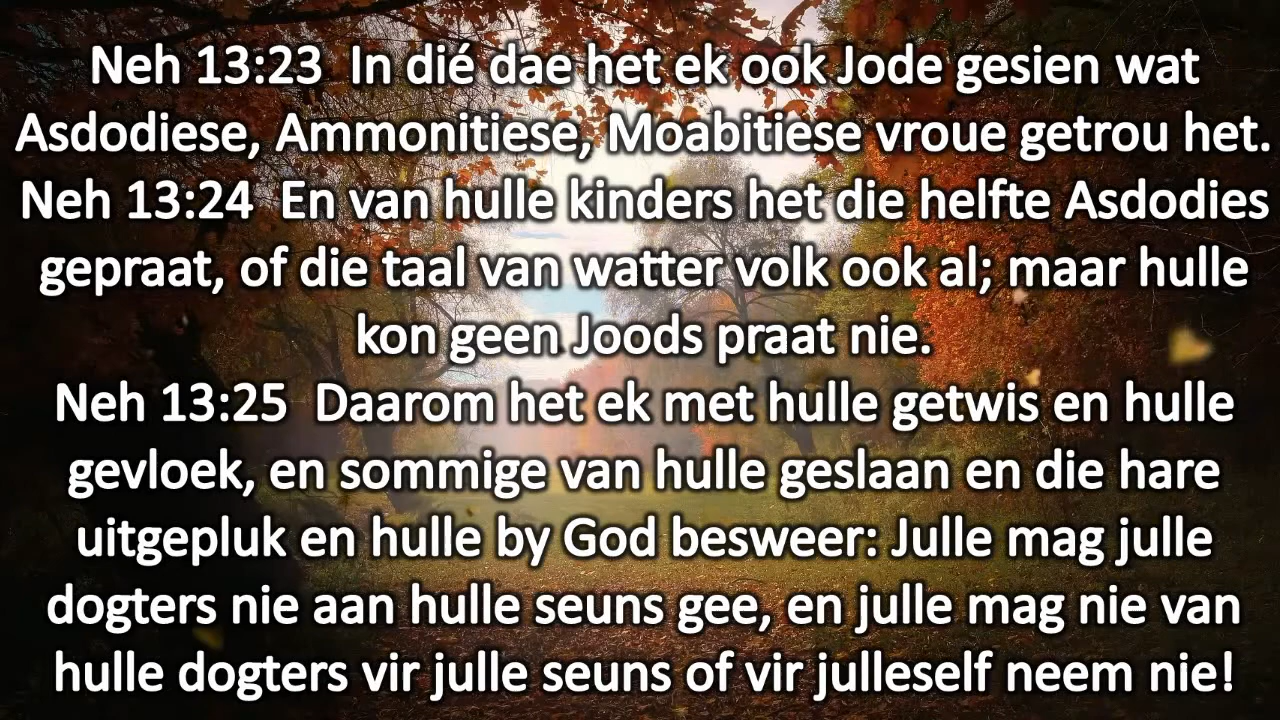 Neh 13:23  In dié dae het ek ook Jode gesien wat
Asdodiese, Ammonitiese, Moabitiese vroue getrou het.
Neh 13:24  En van hulle kinders het die helfte Asdodies
gepraat, of die taal van watter volk ook al; maar hulle
kon geen Joods praat nie.
Neh 13:25  Daarom het ek met hulle getwis en hulle
gevloek, en sommige van hulle geslaan en die hare
uitgepluk en hulle by God besweer: Julle mag julle
dogters nie aan hulle seuns gee, en julle mag nie van
hulle dogters vir julle seuns of vir julleself neem nie!